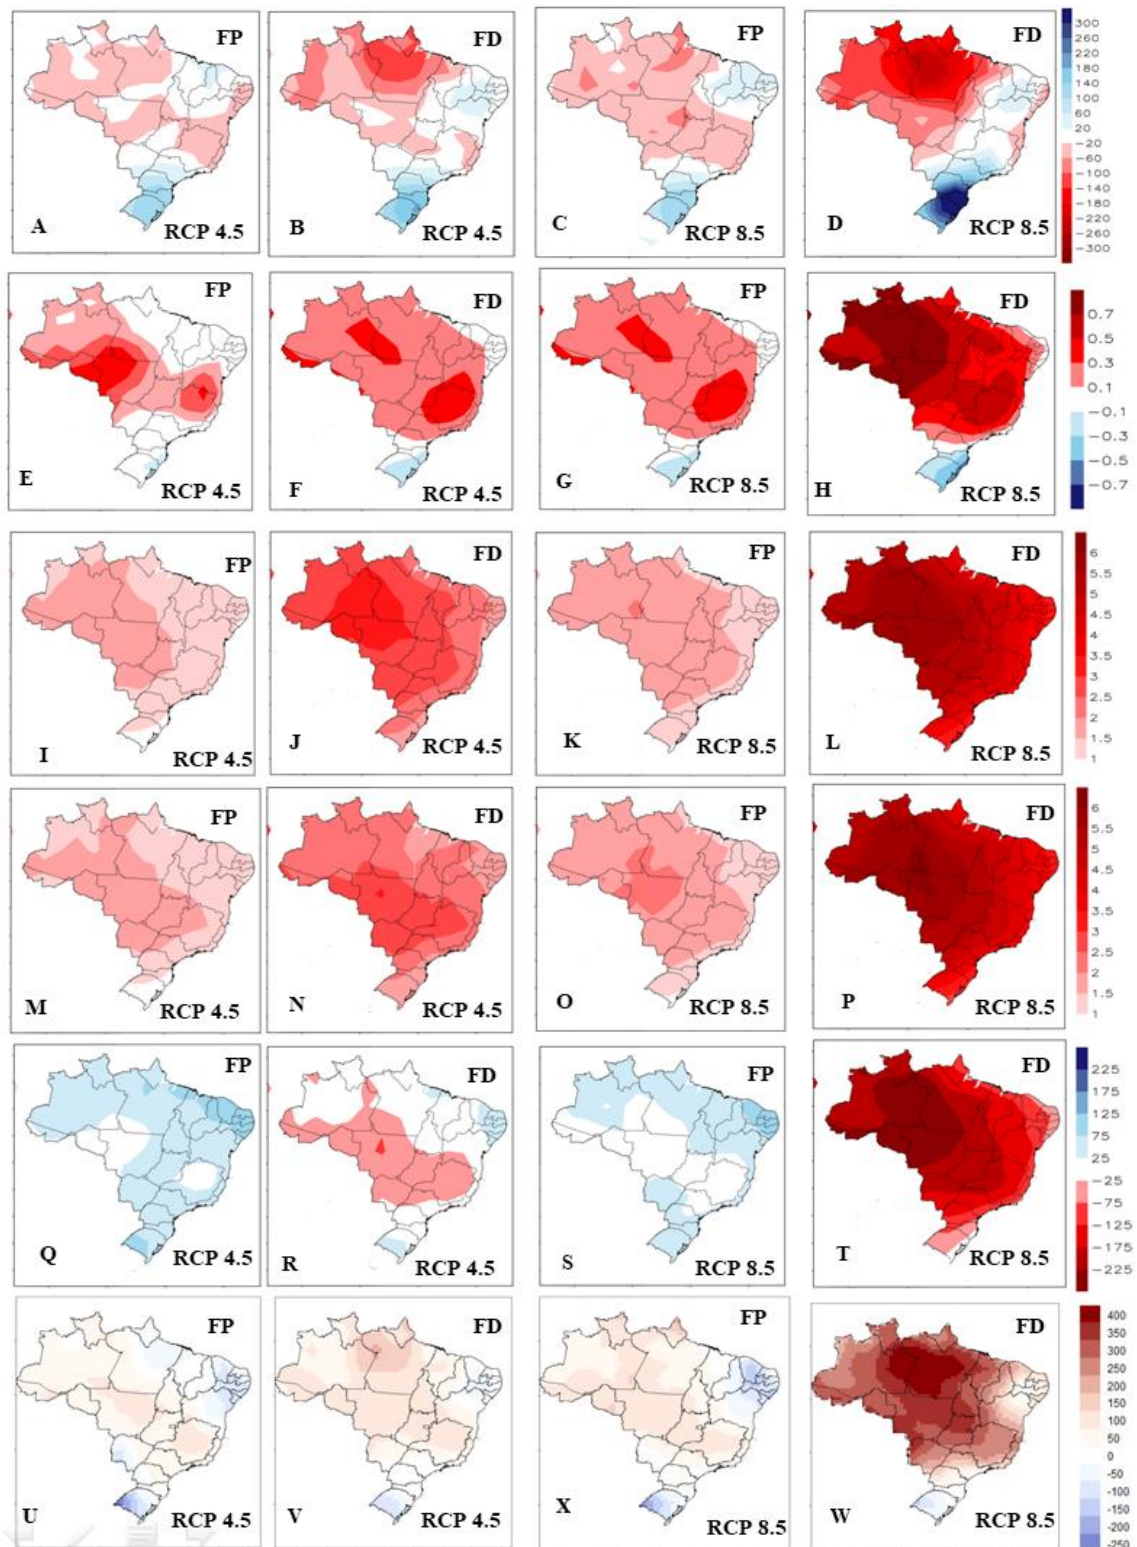 FP
FD
FP
FD
300
260
220
180
140
100
60
20
-20
-60
-100
-140
-180
-220
-260
-300
A
RCP 4.5
B
RCP 4.5
C
RCP 8.5
D
RCP 8.5
FP
FD
FP
FD
0.7
0.5
0.3
0.1
-0.1
-0.3
-0.5
-0.7
E
RCP 4.5
F
RCP 4.5
G
RCP 8.5
H
RCP 8.5
FP
FD
FP
FD
6
5.5
5
4.5
4
3.5
3
2.5
2
1.5
1
I
RCP 4.5
J
RCP 4.5
K
RCP 8.5
L
RCP 8.5
FP
FD
FP
FD
6
5.5
5
4.5
4
3.5
3
2.5
2
1.5
1
M
RCP 4.5
N
RCP 4.5
O
RCP 8.5
P
RCP 8.5
FP
FD
FP
FD
225
175
125
75
25
-25
-75
-125
-175
-225
Q
RCP 4.5
R
RCP 4.5
S
RCP 8.5
T
RCP 8.5
FP
FD
FP
FD
400
350
300
250
200
150
100
50
0
-50
-100
-150
-200
-250
U
RCP 4.5
V
RCP 4.5
X
RCP 8.5
W
RCP 8.5